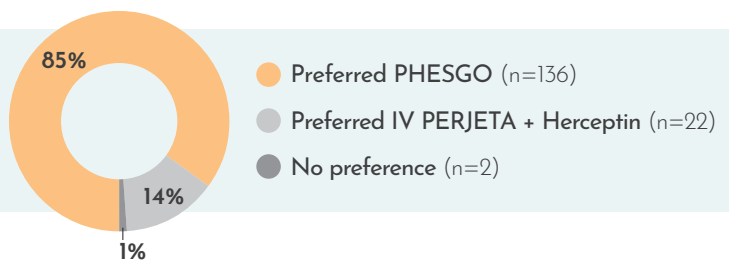 85%
14%
1%
Preferred PHESGO (n=136)
Preferred IV PERJETA + Herceptin (n=22)
No preference (n=2)